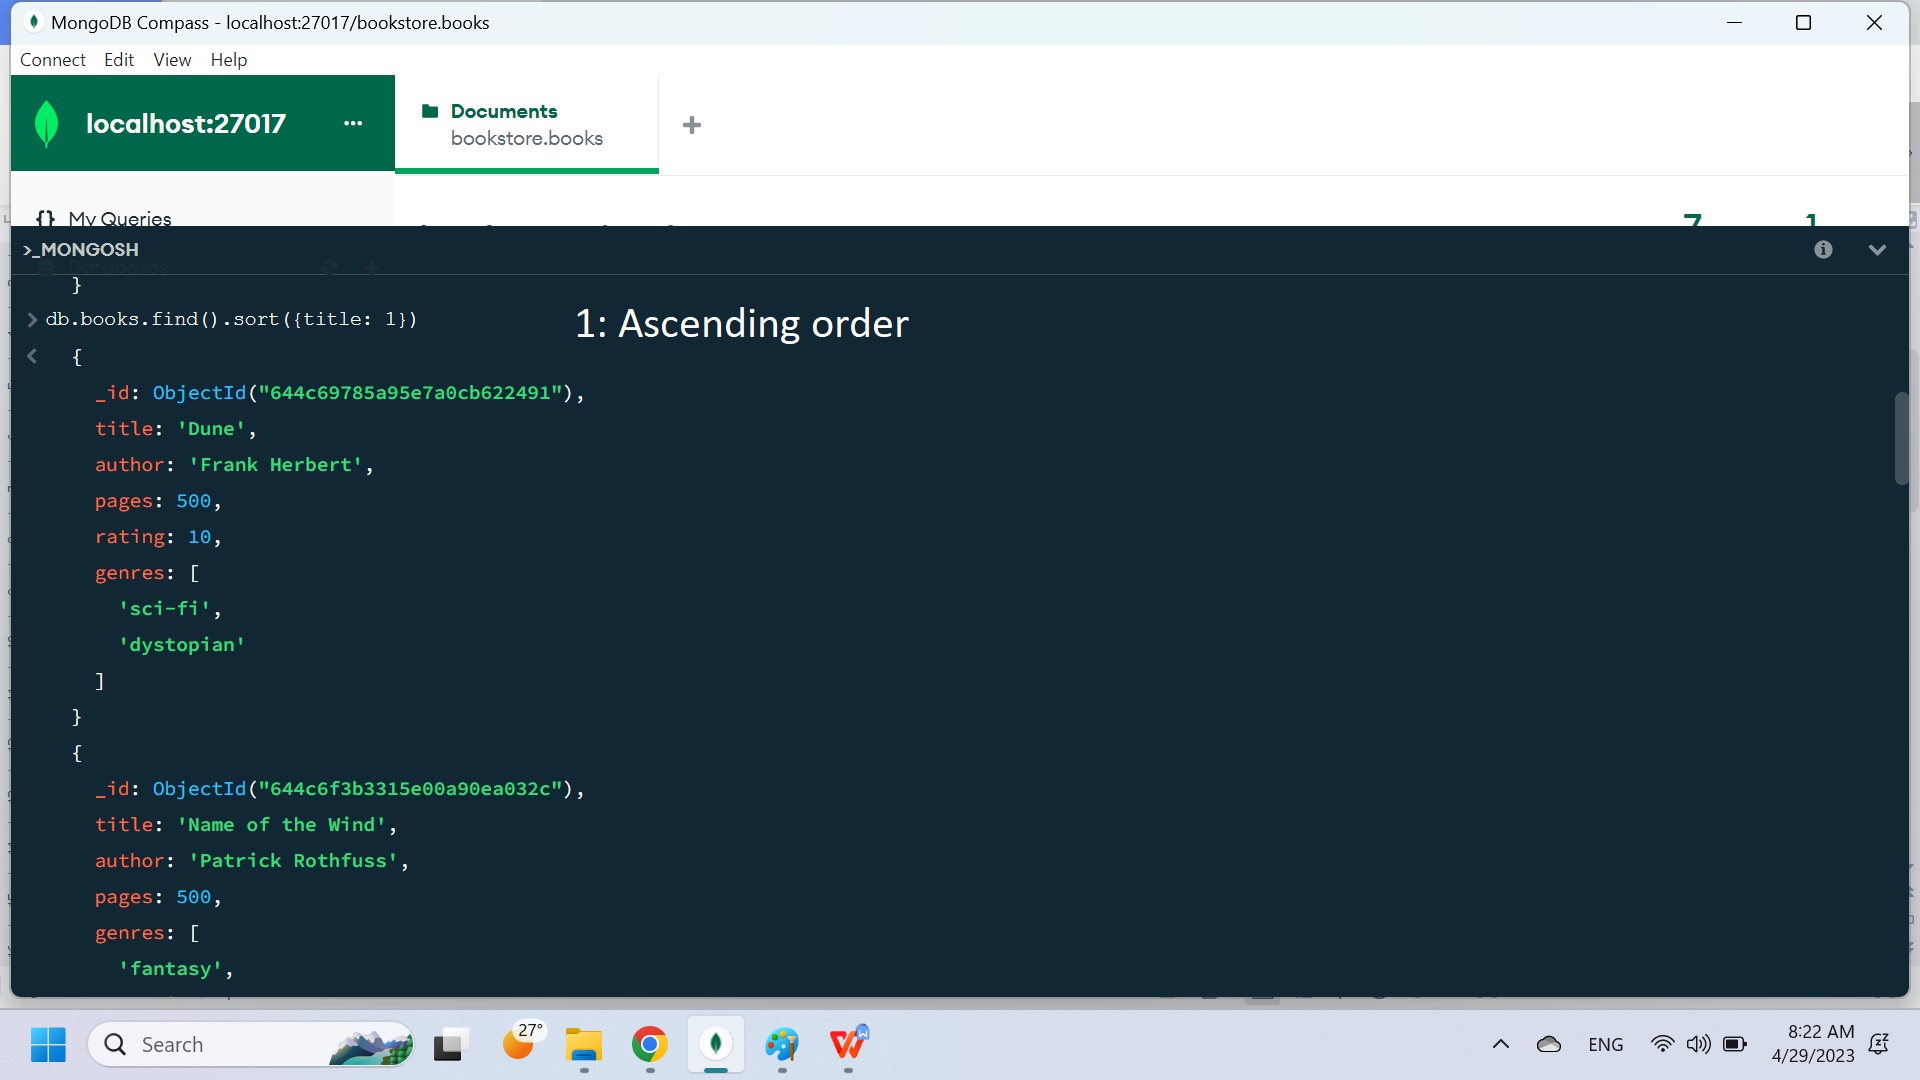 MongoDB Compass - localhost:27017/bookstore.books
Connect Edit View Help
localhost:27017 ...
Documents
bookstore.books
{} My Queries
7 1
>_MONGOSH
Databases
}
> db.books.find().sort({title: 1})
1: Ascending order
< {
_id: ObjectId("644c69785a95e7a0cb622491"),
title: 'Dune',
author: 'Frank Herbert',
pages: 500,
rating: 10,
genres: [
'sci-fi',
'dystopian'
]
}
{
_id: ObjectId("644c6f3b3315e00a90ea032c"),
title: 'Name of the Wind',
author: 'Patrick Rothfuss',
pages: 500,
genres: [
'fantasy',
Search
27°
ENG
8:22 AM
4/29/2023